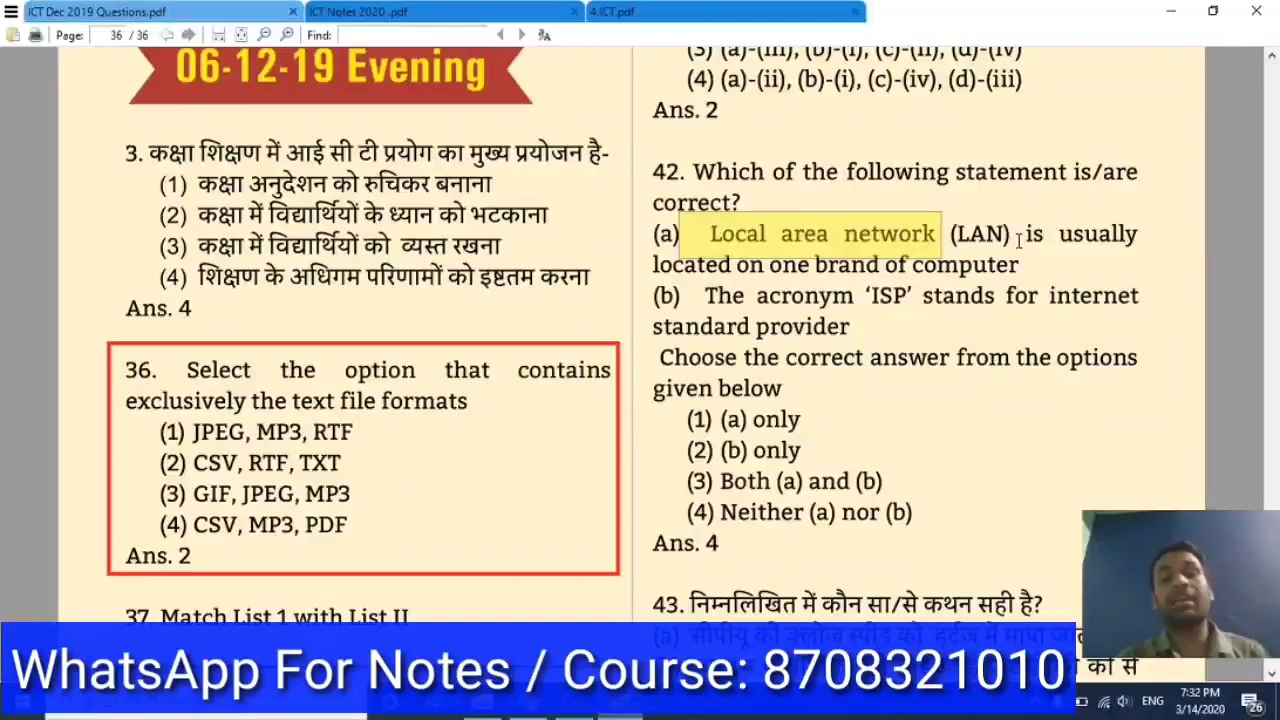 ICT Dec 2019 Questions.pdf
ICT Notes 2020 .pdf
4.ICT.pdf
Page: 36 / 36
Find:
06-12-19 Evening
3. कक्षा शिक्षण में आई सी टी प्रयोग का मुख्य प्रयोजन है-
(1) कक्षा अनुदेशन को रुचिकर बनाना
(2) कक्षा में विद्यार्थियों के ध्यान को भटकाना
(3) कक्षा में विद्यार्थियों को व्यस्त रखना
(4) शिक्षण के अधिगम परिणामों को इष्टतम करना
Ans. 4
36. Select the option that contains
exclusively the text file formats
(1) JPEG, MP3, RTF
(2) CSV, RTF, TXT
(3) GIF, JPEG, MP3
(4) CSV, MP3, PDF
Ans. 2
37. Match List 1 with List II
(3) (a)-(iii), (b)-(i), (c)-(ii), (d)-(iv)
(4) (a)-(ii), (b)-(i), (c)-(iv), (d)-(iii)
Ans. 2
42. Which of the following statement is/are
correct?
(a) Local area network (LAN) is usually
located on one brand of computer
(b) The acronym ‘ISP’ stands for internet
standard provider
Choose the correct answer from the options
given below
(1) (a) only
(2) (b) only
(3) Both (a) and (b)
(4) Neither (a) nor (b)
Ans. 4
43. निम्नलिखित में कौन सा/से कथन सही है?
(a) सीपीयू की क्लोज स्पीड को हर्टज में मापा
को से
WhatsApp For Notes / Course: 8708321010
ENG
7:32 PM
3/14/2020
26